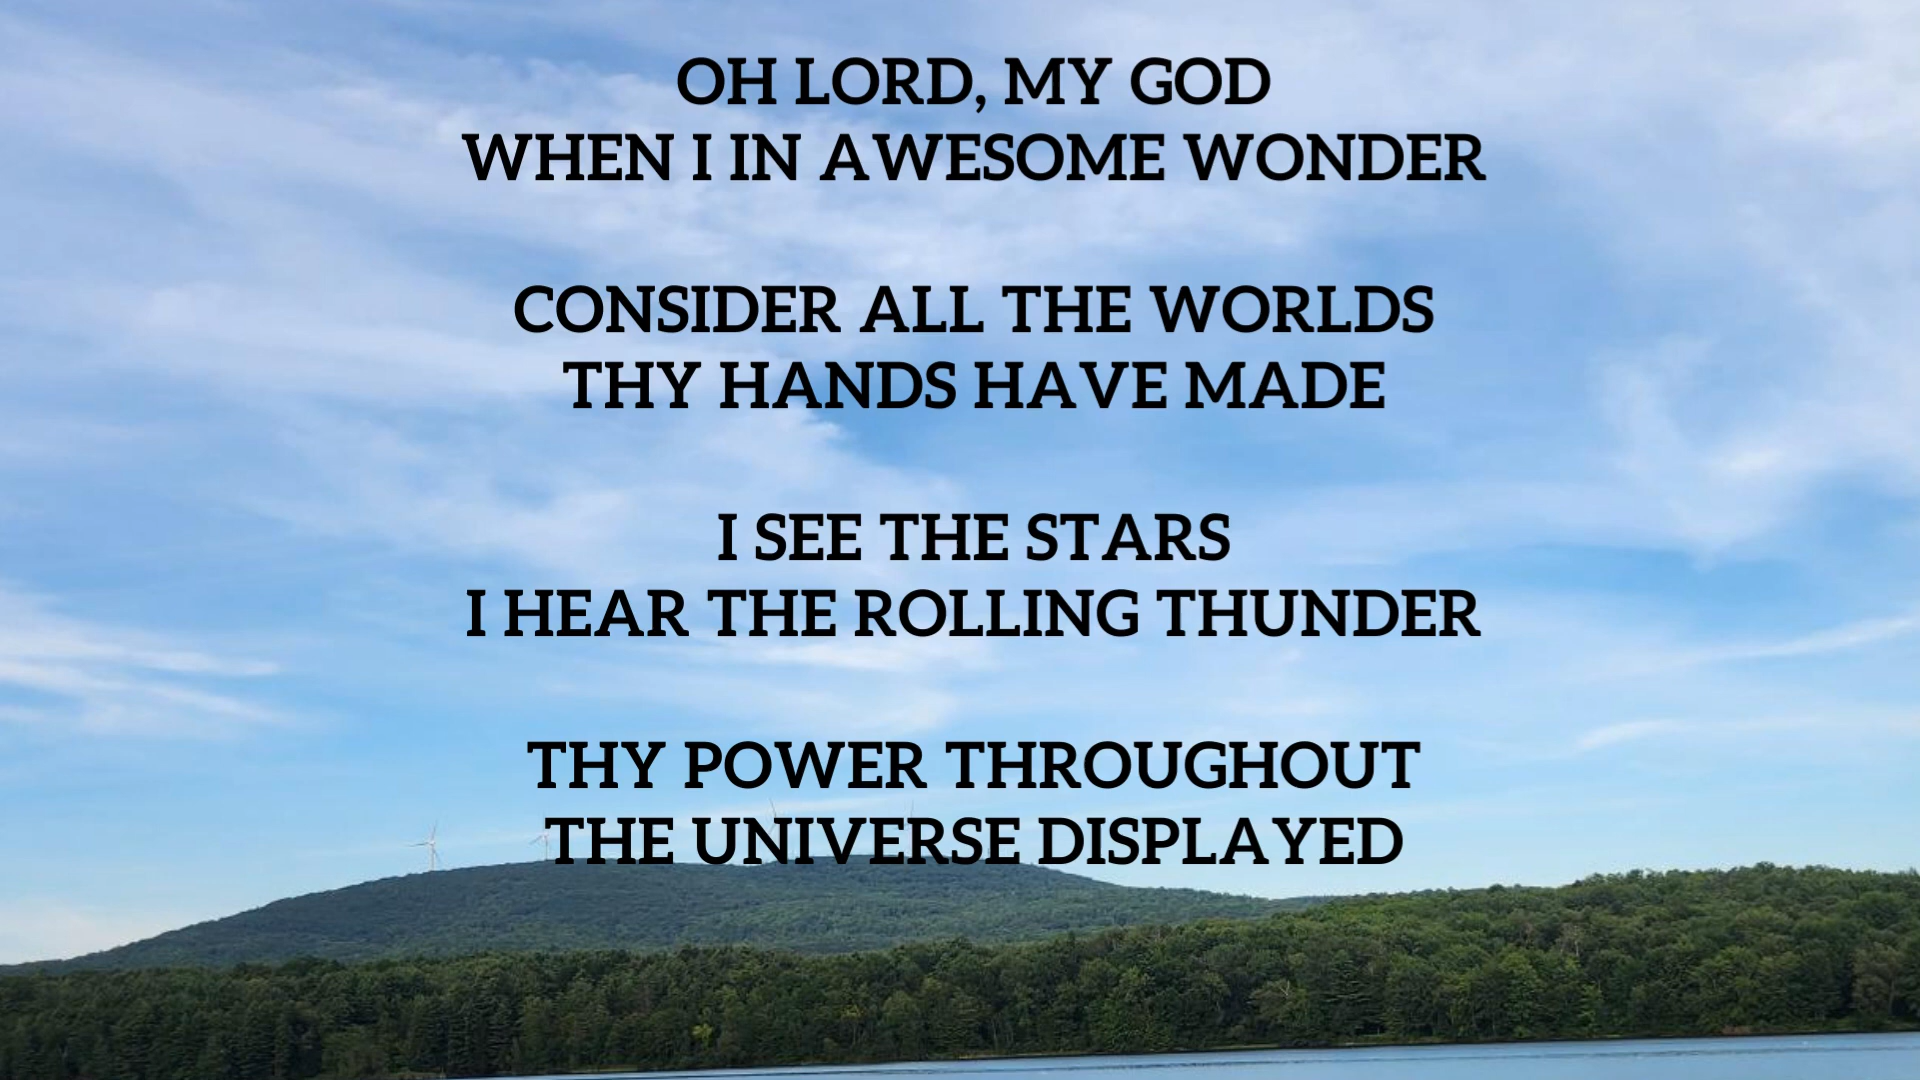 OH LORD, MY GOD
WHEN I IN AWESOME WONDER
CONSIDER ALL THE WORLDS
THY HANDS HAVE MADE
I SEE THE STARS
I HEAR THE ROLLING THUNDER
THY POWER THROUGHOUT
THE UNIVERSE DISPLAYED